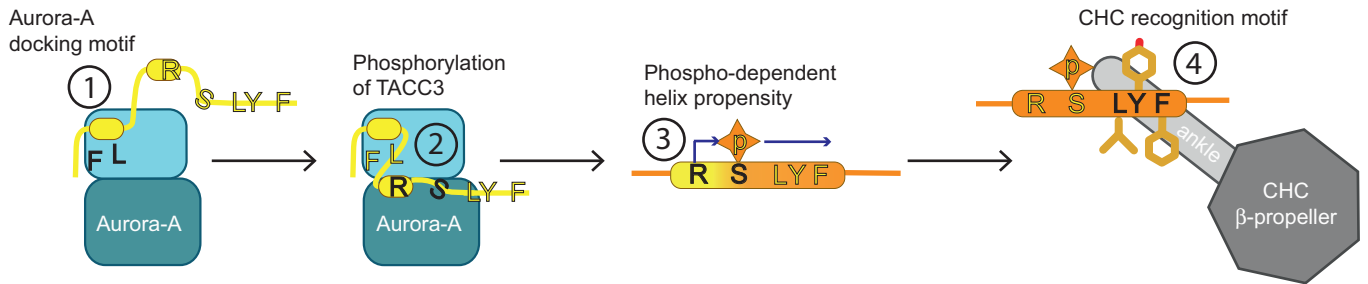 Aurora-A
docking motif
1
R
S LY F
F L
Aurora-A
Phosphorylation
of TACC3
2
F L
R S LY F
Aurora-A
Phospho-dependent
helix propensity
3
p
R S LY F
CHC recognition motif
4
p
R S LY F
ankle
CHC
β-propeller